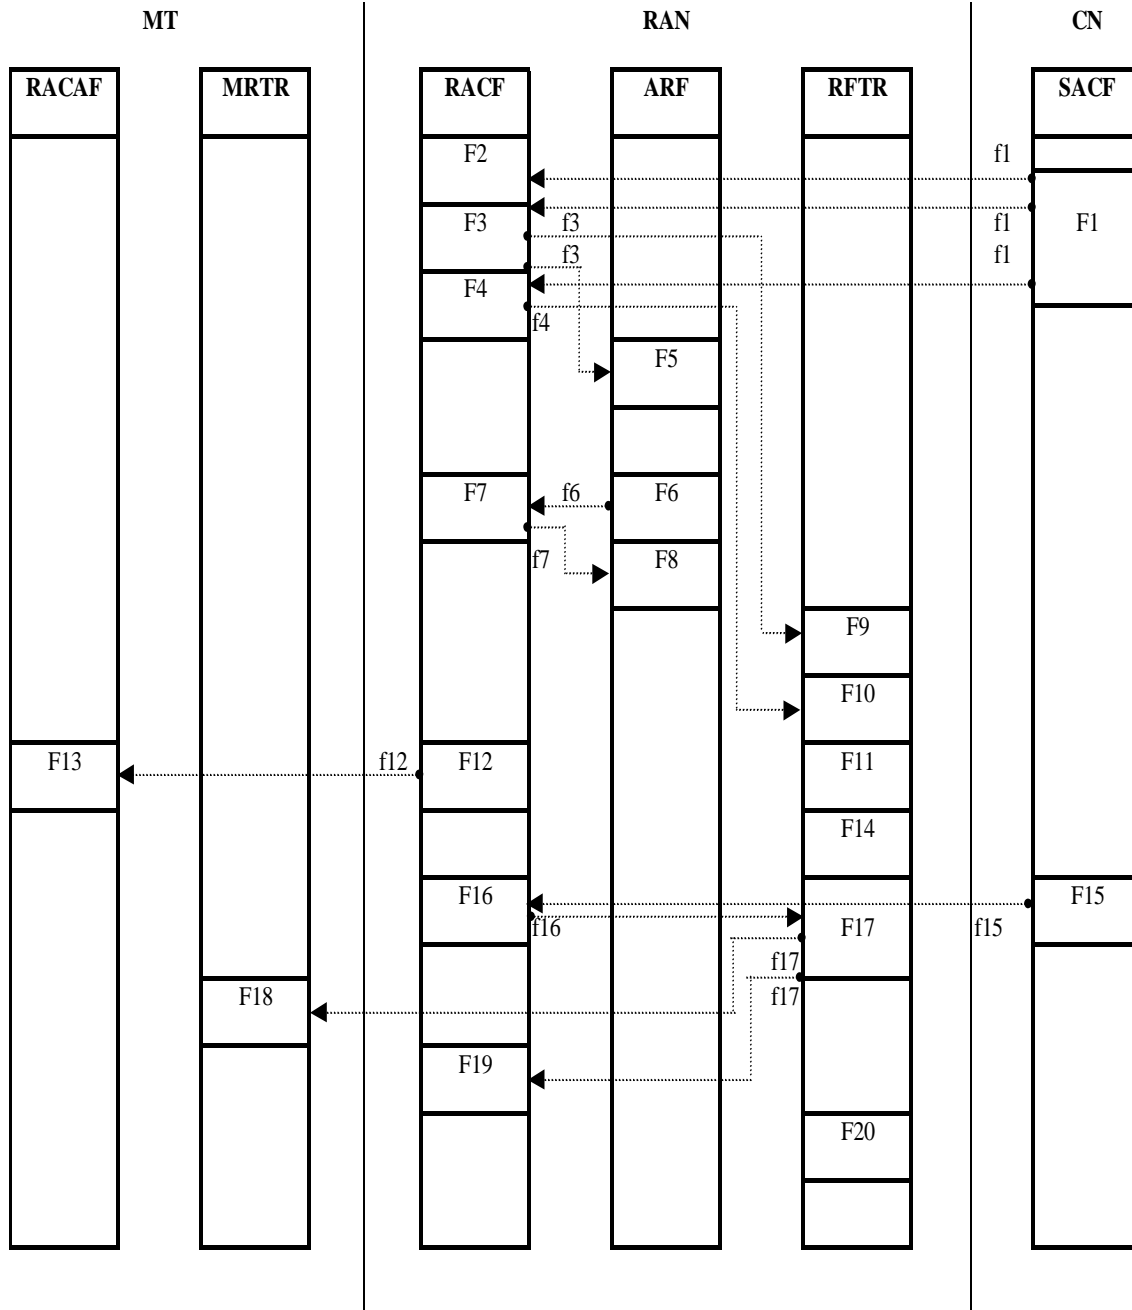 MT RAN CN
RACAF MRTR RACF ARF RFTR SACF
F2 f1
F3 f3 f1 F1
f3 f1
F4
f4
F5
F7 f6 F6
f7 F8
F9
F10
F13 f12 F12 F11
F14
F16 F15
f16 F17 f15
f17
F18 f17
F19
F20